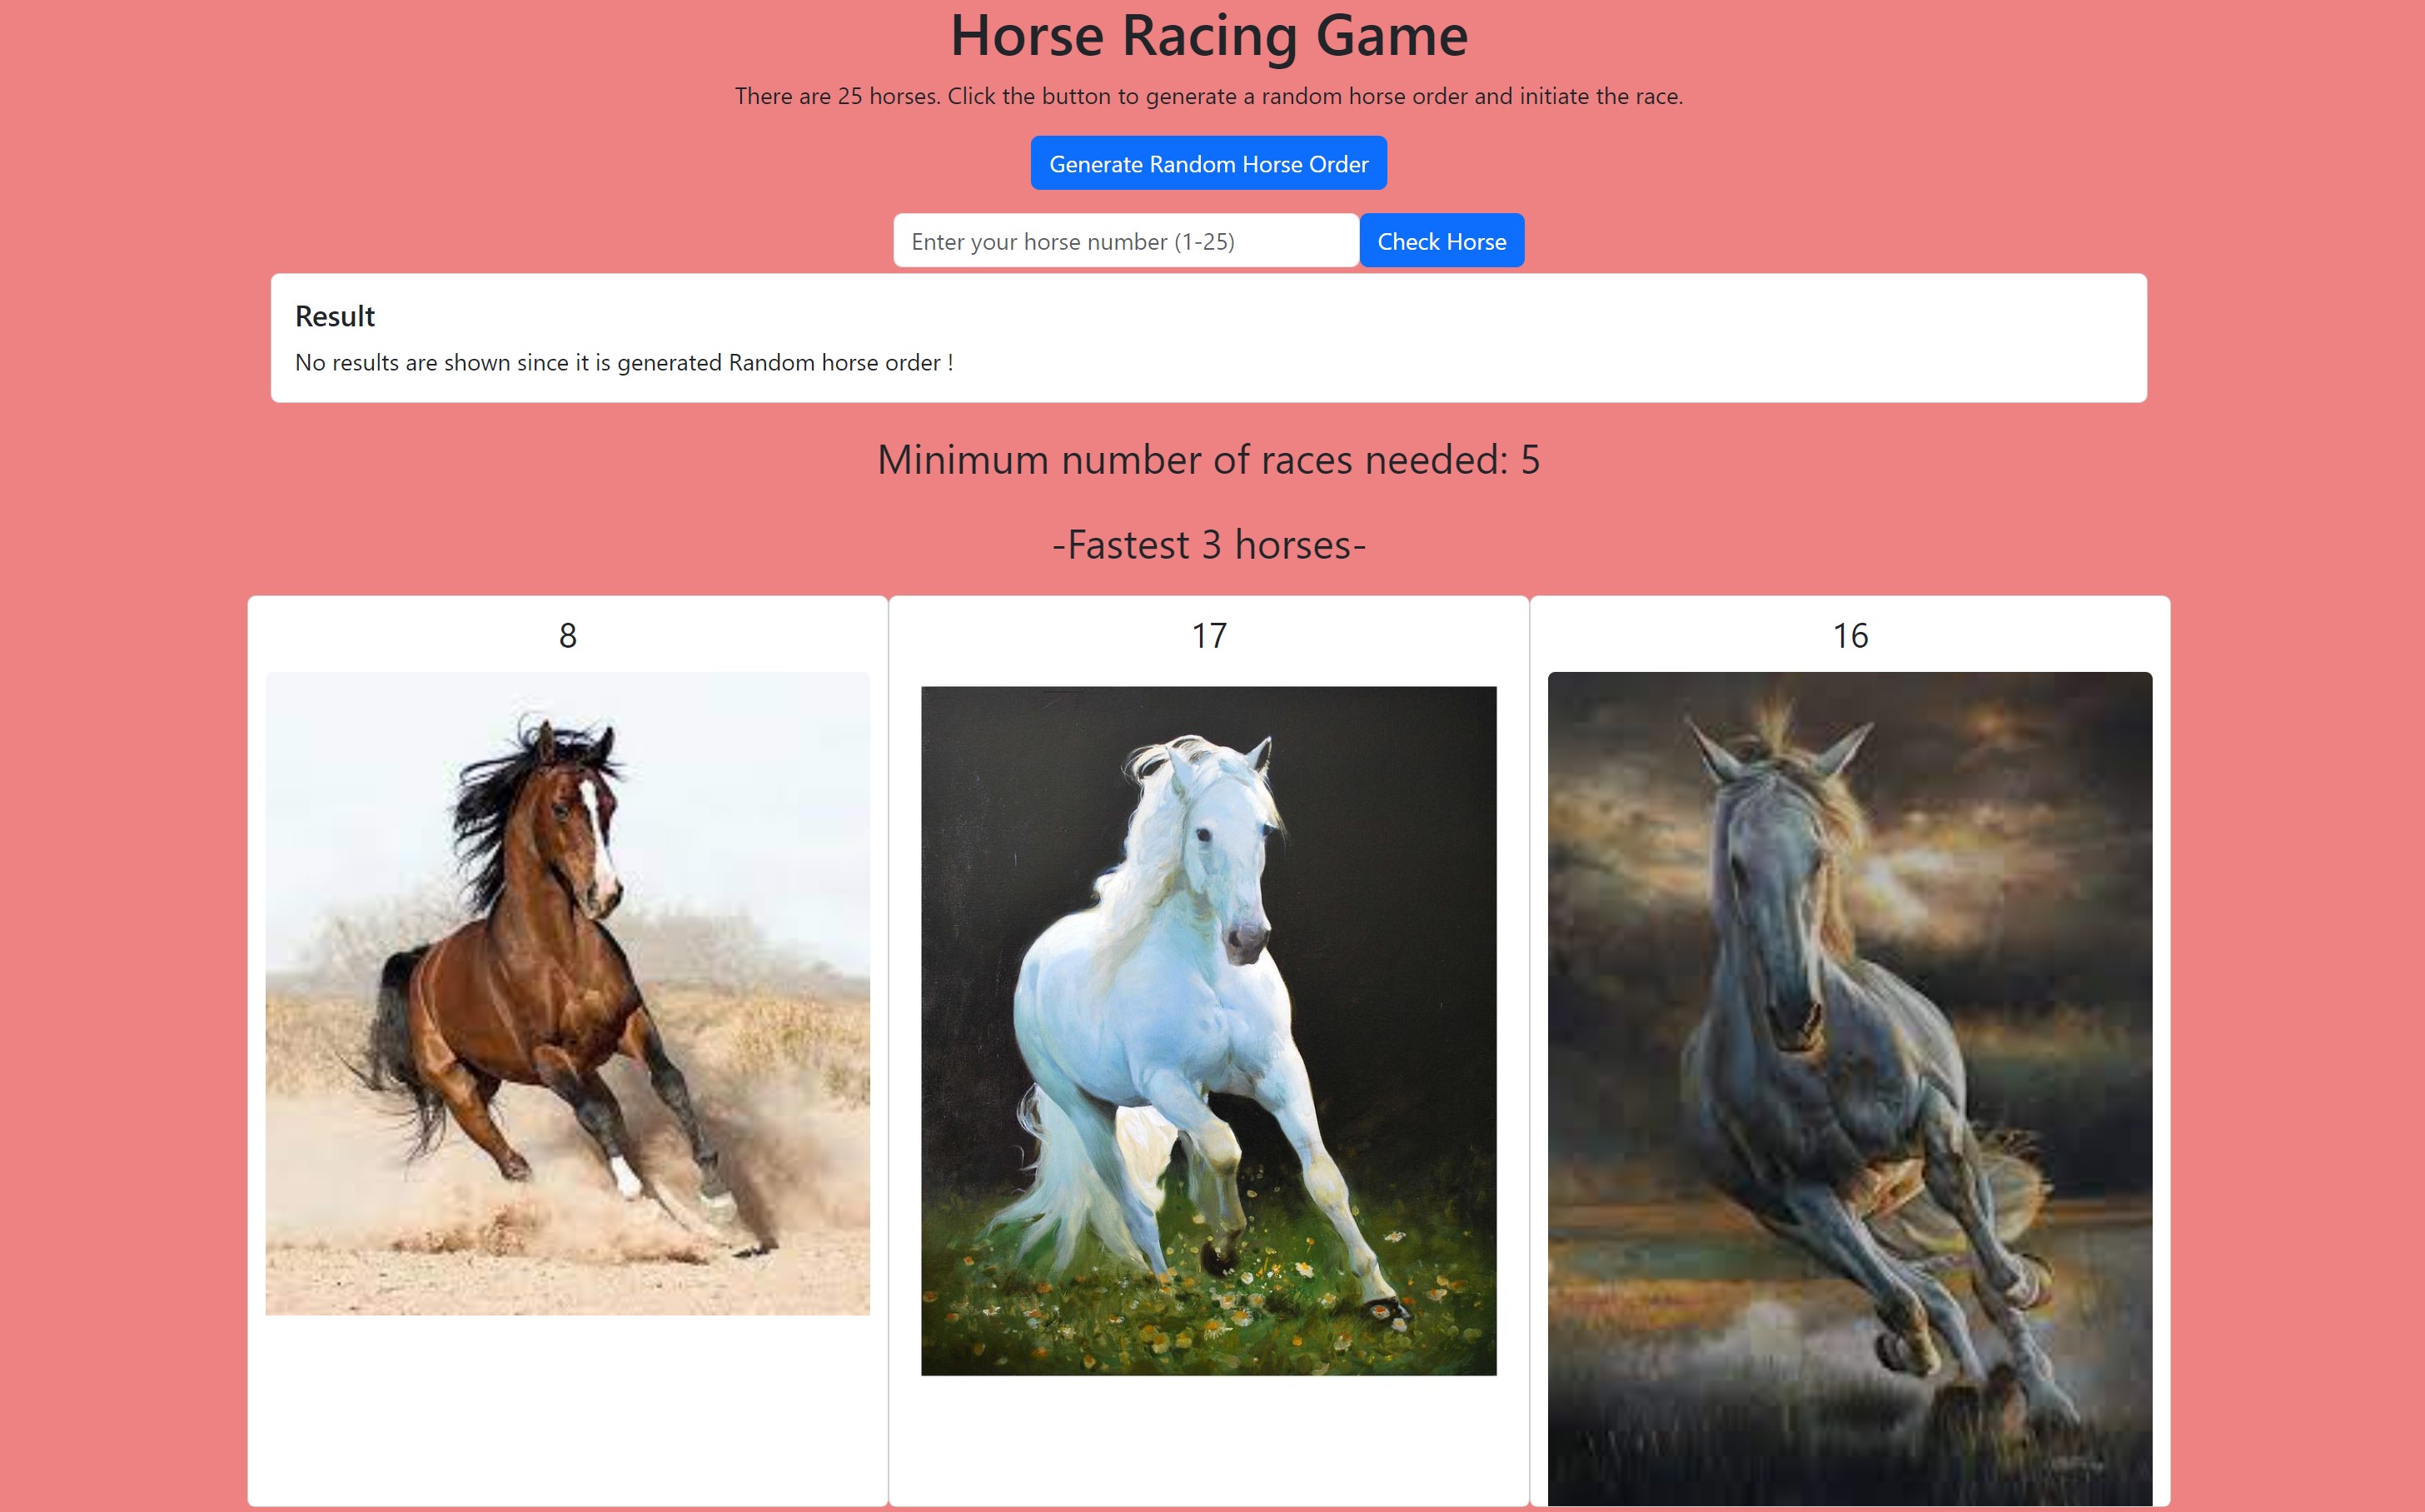 Horse Racing Game
There are 25 horses. Click the button to generate a random horse order and initiate the race.
Generate Random Horse Order
Enter your horse number (1-25) Check Horse
Result
No results are shown since it is generated Random horse order !
Minimum number of races needed: 5
-Fastest 3 horses-
8 17 16